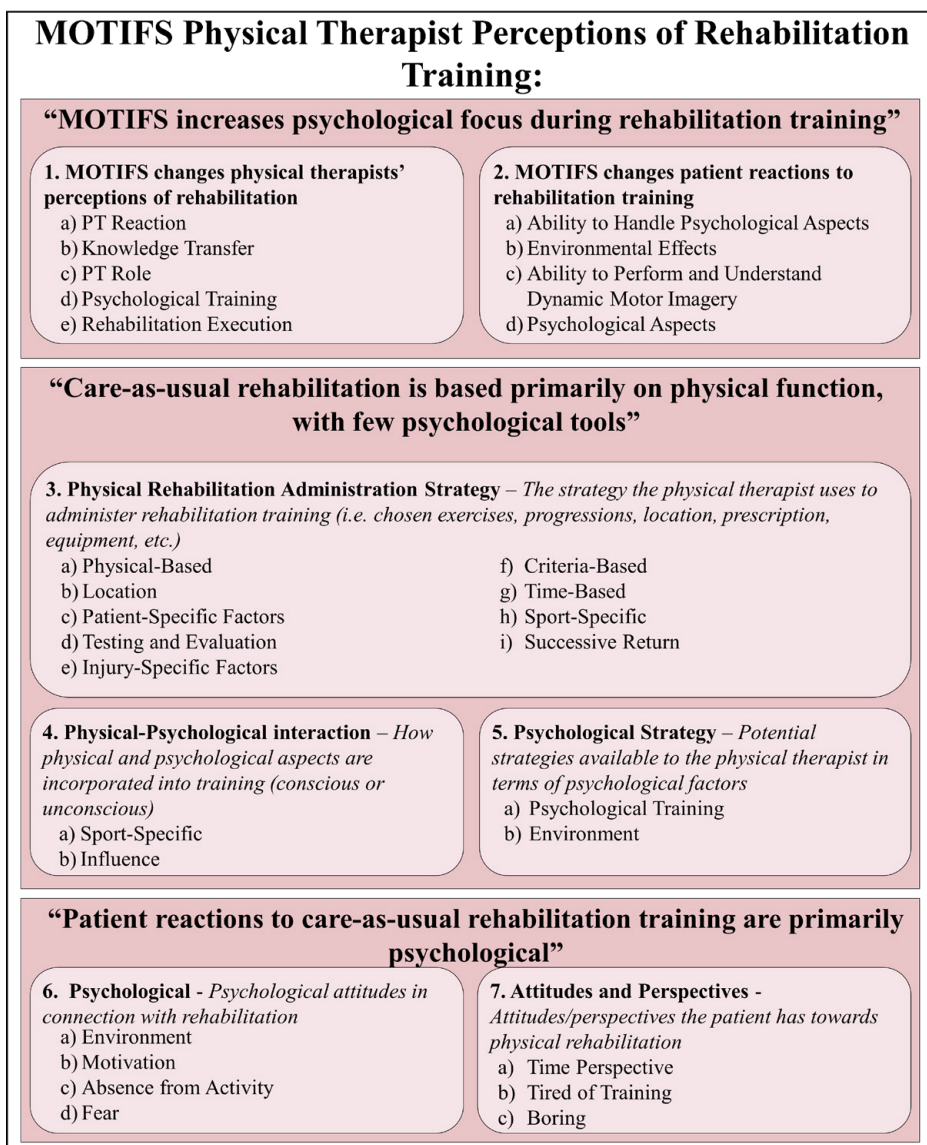 MOTIFS Physical Therapist Perceptions of Rehabilitation
Training:
“MOTIFS increases psychological focus during rehabilitation training”
1. MOTIFS changes physical therapists’
perceptions of rehabilitation
a) PT Reaction
b) Knowledge Transfer
c) PT Role
d) Psychological Training
e) Rehabilitation Execution
2. MOTIFS changes patient reactions to
rehabilitation training
a) Ability to Handle Psychological Aspects
b) Environmental Effects
c) Ability to Perform and Understand
Dynamic Motor Imagery
d) Psychological Aspects
“Care-as-usual rehabilitation is based primarily on physical function,
with few psychological tools”
3. Physical Rehabilitation Administration Strategy – The strategy the physical therapist uses to
administer rehabilitation training (i.e. chosen exercises, progressions, location, prescription,
equipment, etc.)
a) Physical-Based
b) Location
c) Patient-Specific Factors
d) Testing and Evaluation
e) Injury-Specific Factors
f) Criteria-Based
g) Time-Based
h) Sport-Specific
i) Successive Return
4. Physical-Psychological interaction – How
physical and psychological aspects are
incorporated into training (conscious or
unconscious)
a) Sport-Specific
b) Influence
5. Psychological Strategy – Potential
strategies available to the physical therapist in
terms of psychological factors
a) Psychological Training
b) Environment
“Patient reactions to care-as-usual rehabilitation training are primarily
psychological”
6. Psychological - Psychological attitudes in
connection with rehabilitation
a) Environment
b) Motivation
c) Absence from Activity
d) Fear
7. Attitudes and Perspectives -
Attitudes/perspectives the patient has towards
physical rehabilitation
a) Time Perspective
b) Tired of Training
c) Boring